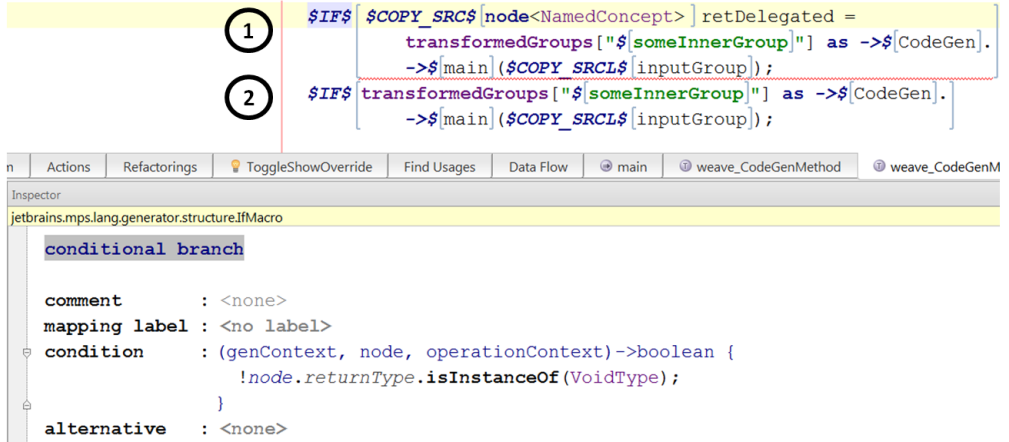 1
$IF$[ $COPY_SRC$[node<NamedConcept>] retDelegated =
transformedGroups["$[someInnerGroup]"] as ->$[CodeGen].
->$[main]($COPY_SRCL$[inputGroup]);
2
$IF$[transformedGroups["$[someInnerGroup]"] as ->$[CodeGen].
->$[main]($COPY_SRCL$[inputGroup]);]
Actions Refactorings ToggleShowOverride Find Usages Data Flow main weave_CodeGenMethod weave_CodeGenM
Inspector
jetbrains.mps.lang.generator.structure.IfMacro
conditional branch
comment : <none>
mapping label : <no label>
condition : (genContext, node, operationContext)->boolean {
!node.returnType.isInstanceOf(VoidType);
}
alternative : <none>